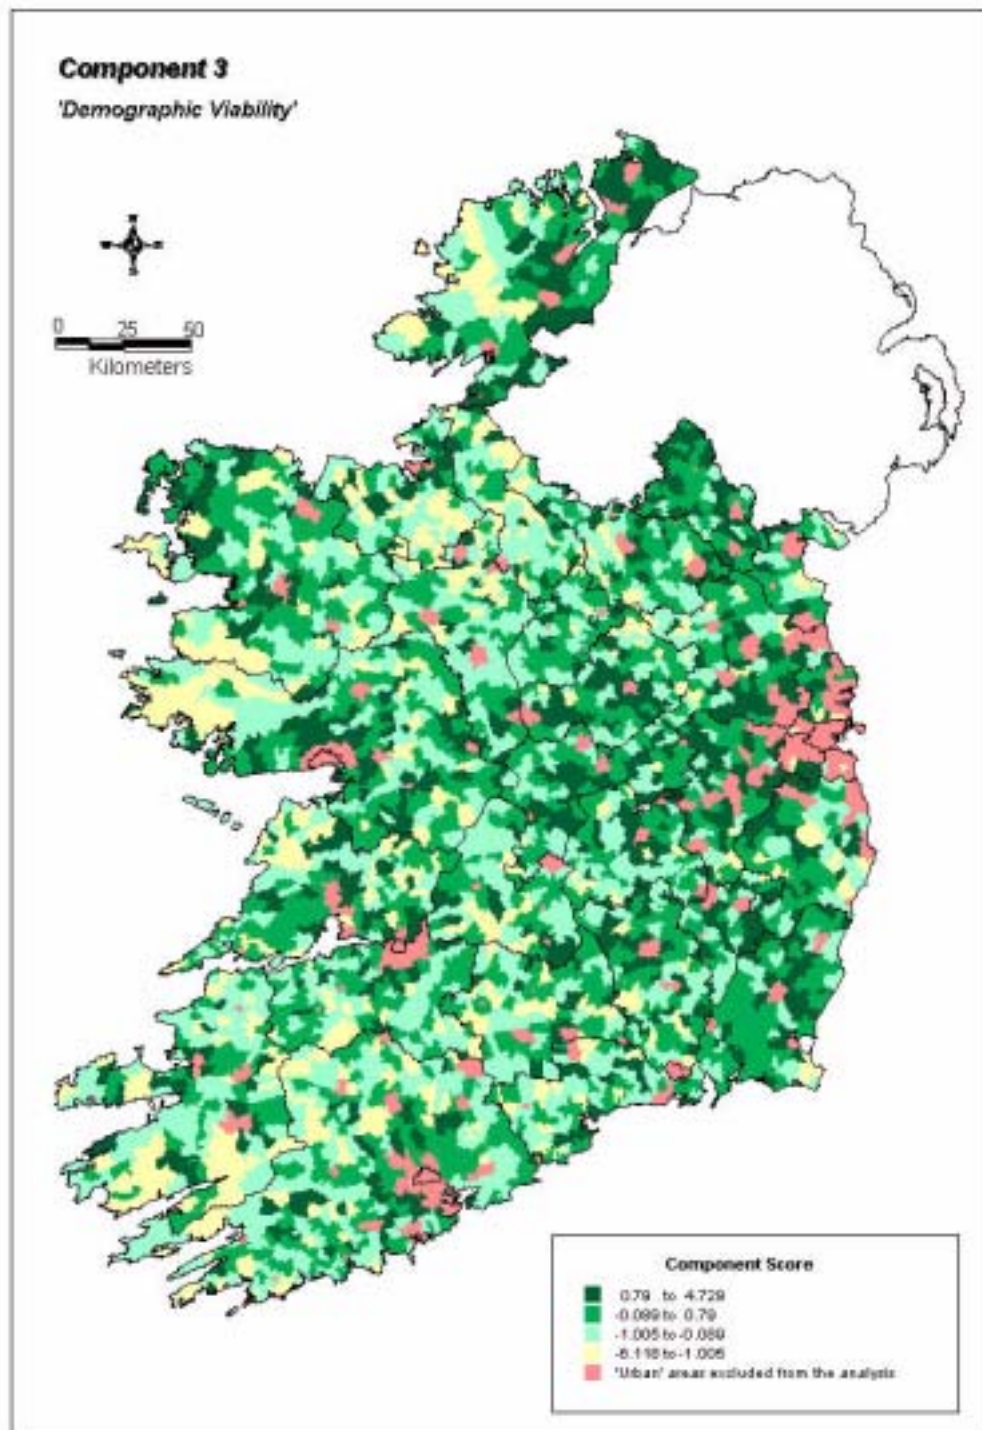 Component 3
'Demographic Viability'
N
S
0 25 50
Kilometers
Component Score
0.79 to 4.729
-0.089 to 0.79
-1.005 to -0.089
-6.118 to -1.005
'Urban' areas excluded from the analysis